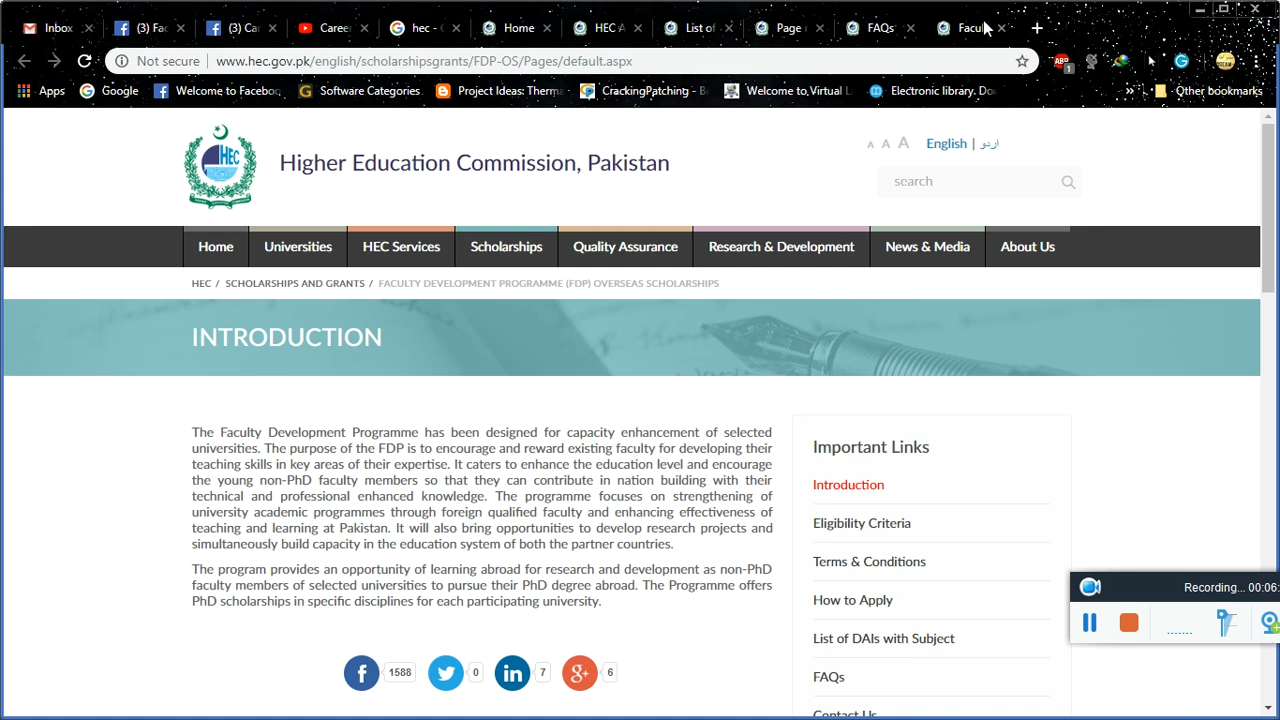 Inbox
(3) Fac
(3) Ca
Career
hec -
Home
HEC A
List of
Page
FAQs
Facul
Not secure
www.hec.gov.pk/english/scholarshipsgrants/FDP-OS/Pages/default.aspx
ABP
1
Apps
Google
Welcome to Faceboo
Software Categories
Project Ideas: Therma
CrackingPatching - B
Welcome to Virtual L
Electronic library. Do
»
Other bookmarks
HEC
Higher Education Commission, Pakistan
A A A
English | اردو
search
Home
Universities
HEC Services
Scholarships
Quality Assurance
Research & Development
News & Media
About Us
HEC / SCHOLARSHIPS AND GRANTS / FACULTY DEVELOPMENT PROGRAMME (FDP) OVERSEAS SCHOLARSHIPS
INTRODUCTION
The Faculty Development Programme has been designed for capacity enhancement of selected
universities. The purpose of the FDP is to encourage and reward existing faculty for developing their
teaching skills in key areas of their expertise. It caters to enhance the education level and encourage
the young non-PhD faculty members so that they can contribute in nation building with their
technical and professional enhanced knowledge. The programme focuses on strengthening of
university academic programmes through foreign qualified faculty and enhancing effectiveness of
teaching and learning at Pakistan. It will also bring opportunities to develop research projects and
simultaneously build capacity in the education system of both the partner countries.
The program provides an opportunity of learning abroad for research and development as non-PhD
faculty members of selected universities to pursue their PhD degree abroad. The Programme offers
PhD scholarships in specific disciplines for each participating university.
1588
0
7
6
Important Links
Introduction
Eligibility Criteria
Terms & Conditions
How to Apply
List of DAIs with Subject
FAQs
Contact Us
Recording... 00:06: